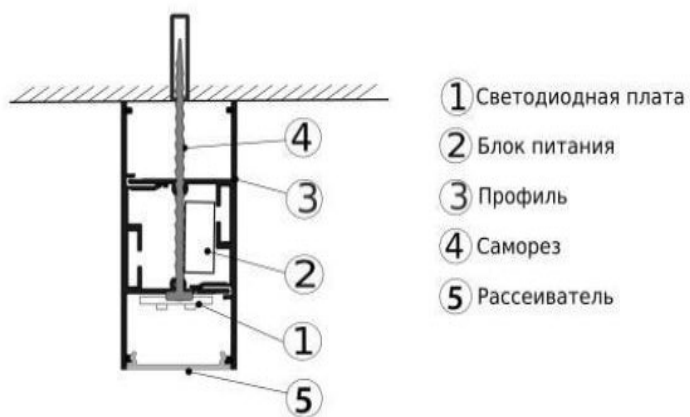 4
3
2
1
5
1 Светодиодная плата
2 Блок питания
3 Профиль
4 Саморез
5 Рассеиватель